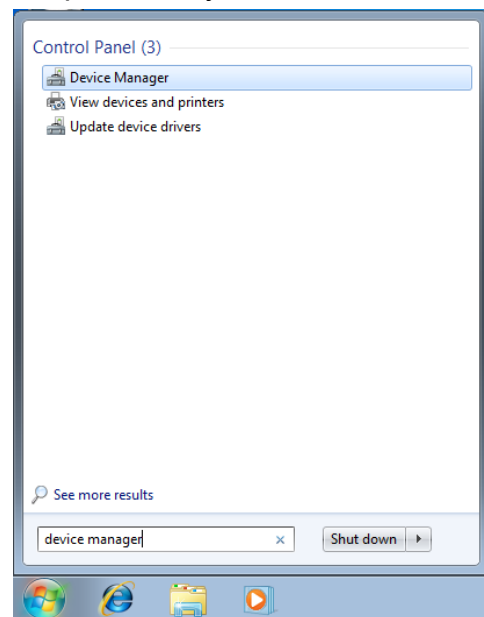 Control Panel (3)
Device Manager
View devices and printers
Update device drivers
See more results
device manager
Shut down